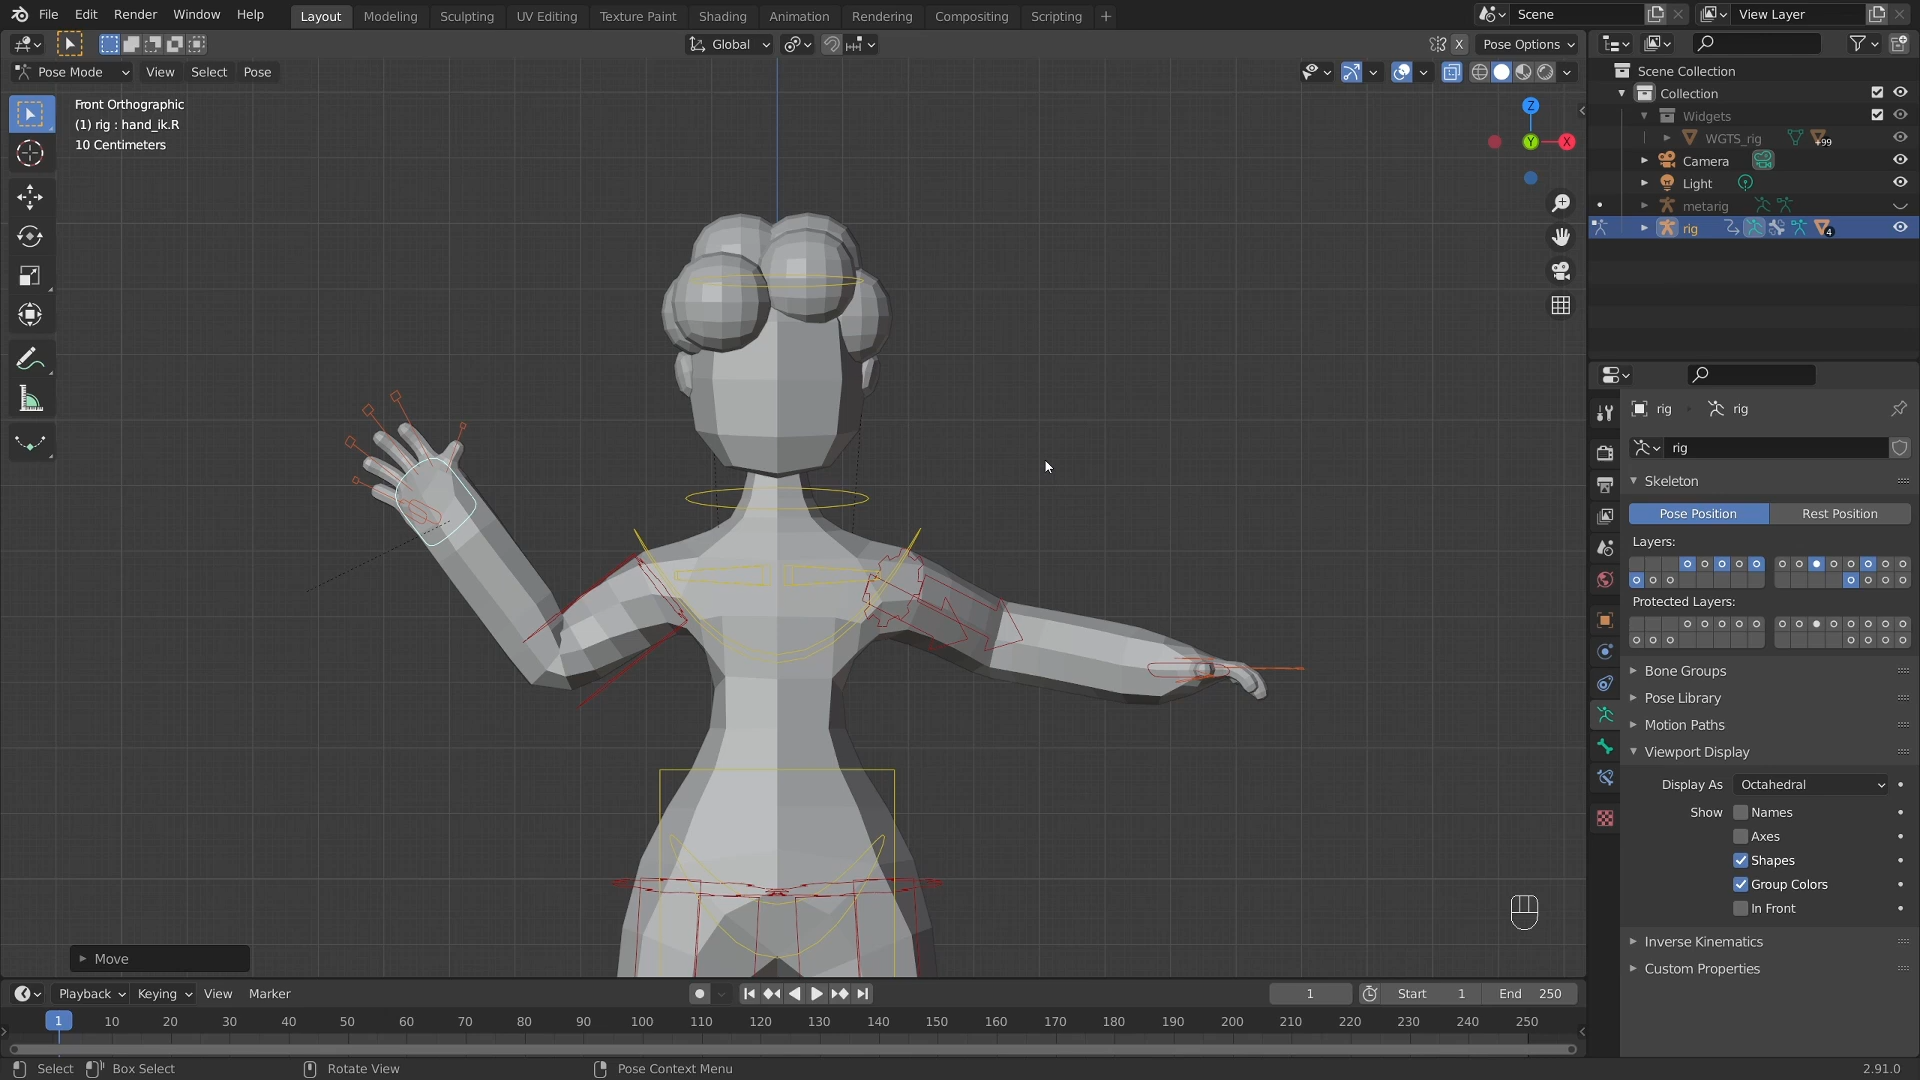 File Edit Render Window Help Layout Modeling Sculpting UV Editing Texture Paint Shading Animation Rendering Compositing Scripting + Scene View Layer
Global X Pose Options
Pose Mode View Select Pose
Front Orthographic
(1) rig : hand_ik.R
10 Centimeters
Z
Y
X
Scene Collection
Collection
Widgets
WGTS_rig +99
Camera
Light
metarig
rig 4
rig rig
rig
Skeleton
Pose Position Rest Position
Layers:
Protected Layers:
Bone Groups
Pose Library
Motion Paths
Viewport Display
Display As Octahedral
Show Names
Axes
Shapes
Group Colors
In Front
Inverse Kinematics
Custom Properties
Move
Playback Keying View Marker 1 Start 1 End 250
1 10 20 30 40 50 60 70 80 90 100 110 120 130 140 150 160 170 180 190 200 210 220 230 240 250
Select Box Select Rotate View Pose Context Menu 2.91.0